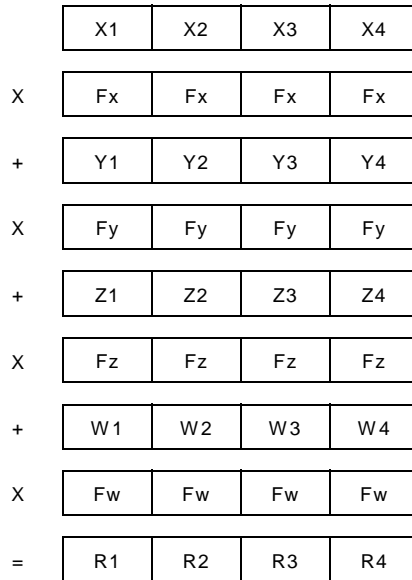 X1 X2 X3 X4
X Fx Fx Fx Fx
+ Y1 Y2 Y3 Y4
X Fy Fy Fy Fy
+ Z1 Z2 Z3 Z4
X Fz Fz Fz Fz
+ W1 W2 W3 W4
X Fw Fw Fw Fw
= R1 R2 R3 R4